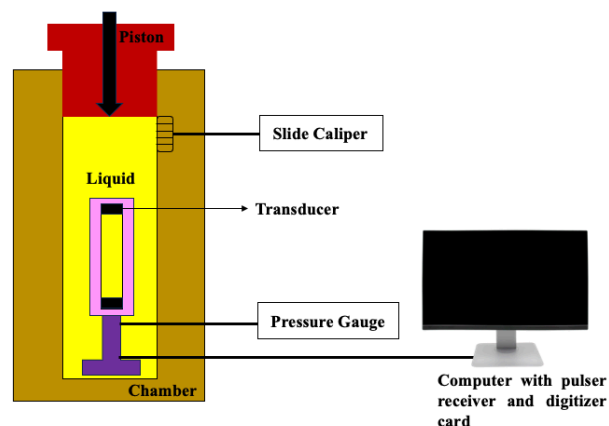 Piston
Slide Caliper
Liquid
Transducer
Pressure Gauge
Chamber
Computer with pulser
receiver and digitizer
card